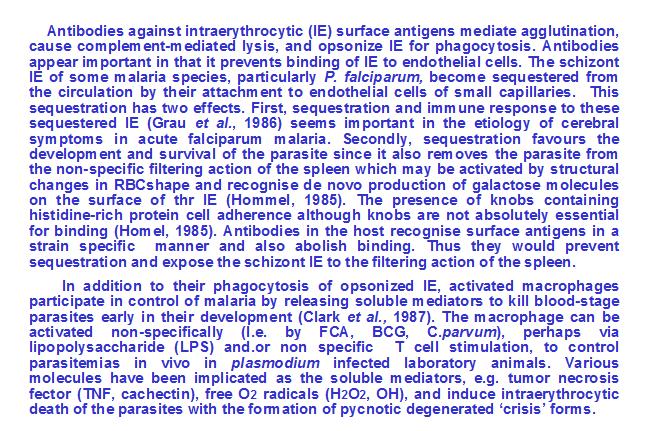 Antibodies against intraerythrocytic (IE) surface antigens mediate agglutination,
cause complement-mediated lysis, and opsonize IE for phagocytosis. Antibodies
appear important in that it prevents binding of IE to endothelial cells. The schizont
IE of some malaria species, particularly P. falciparum, become sequestered from
the circulation by their attachment to endothelial cells of small capillaries. This
sequestration has two effects. First, sequestration and immune response to these
sequestered IE (Grau et al., 1986) seems important in the etiology of cerebral
symptoms in acute falciparum malaria. Secondly, sequestration favours the
development and survival of the parasite since it also removes the parasite from
the non-specific filtering action of the spleen which may be activated by structural
changes in RBCshape and recognise de novo production of galactose molecules
on the surface of thr IE (Hommel, 1985). The presence of knobs containing
histidine-rich protein cell adherence although knobs are not absolutely essential
for binding (Homel, 1985). Antibodies in the host recognise surface antigens in a
strain specific manner and also abolish binding. Thus they would prevent
sequestration and expose the schizont IE to the filtering action of the spleen.
In addition to their phagocytosis of opsonized IE, activated macrophages
participate in control of malaria by releasing soluble mediators to kill blood-stage
parasites early in their development (Clark et al., 1987). The macrophage can be
activated non-specifically (I.e. by FCA, BCG, C.parvum), perhaps via
lipopolysaccharide (LPS) and.or non specific T cell stimulation, to control
parasitemias in vivo in plasmodium infected laboratory animals. Various
molecules have been implicated as the soluble mediators, e.g. tumor necrosis
fector (TNF, cachectin), free O2 radicals (H2O2, OH), and induce intraerythrocytic
death of the parasites with the formation of pycnotic degenerated ‘crisis’ forms.